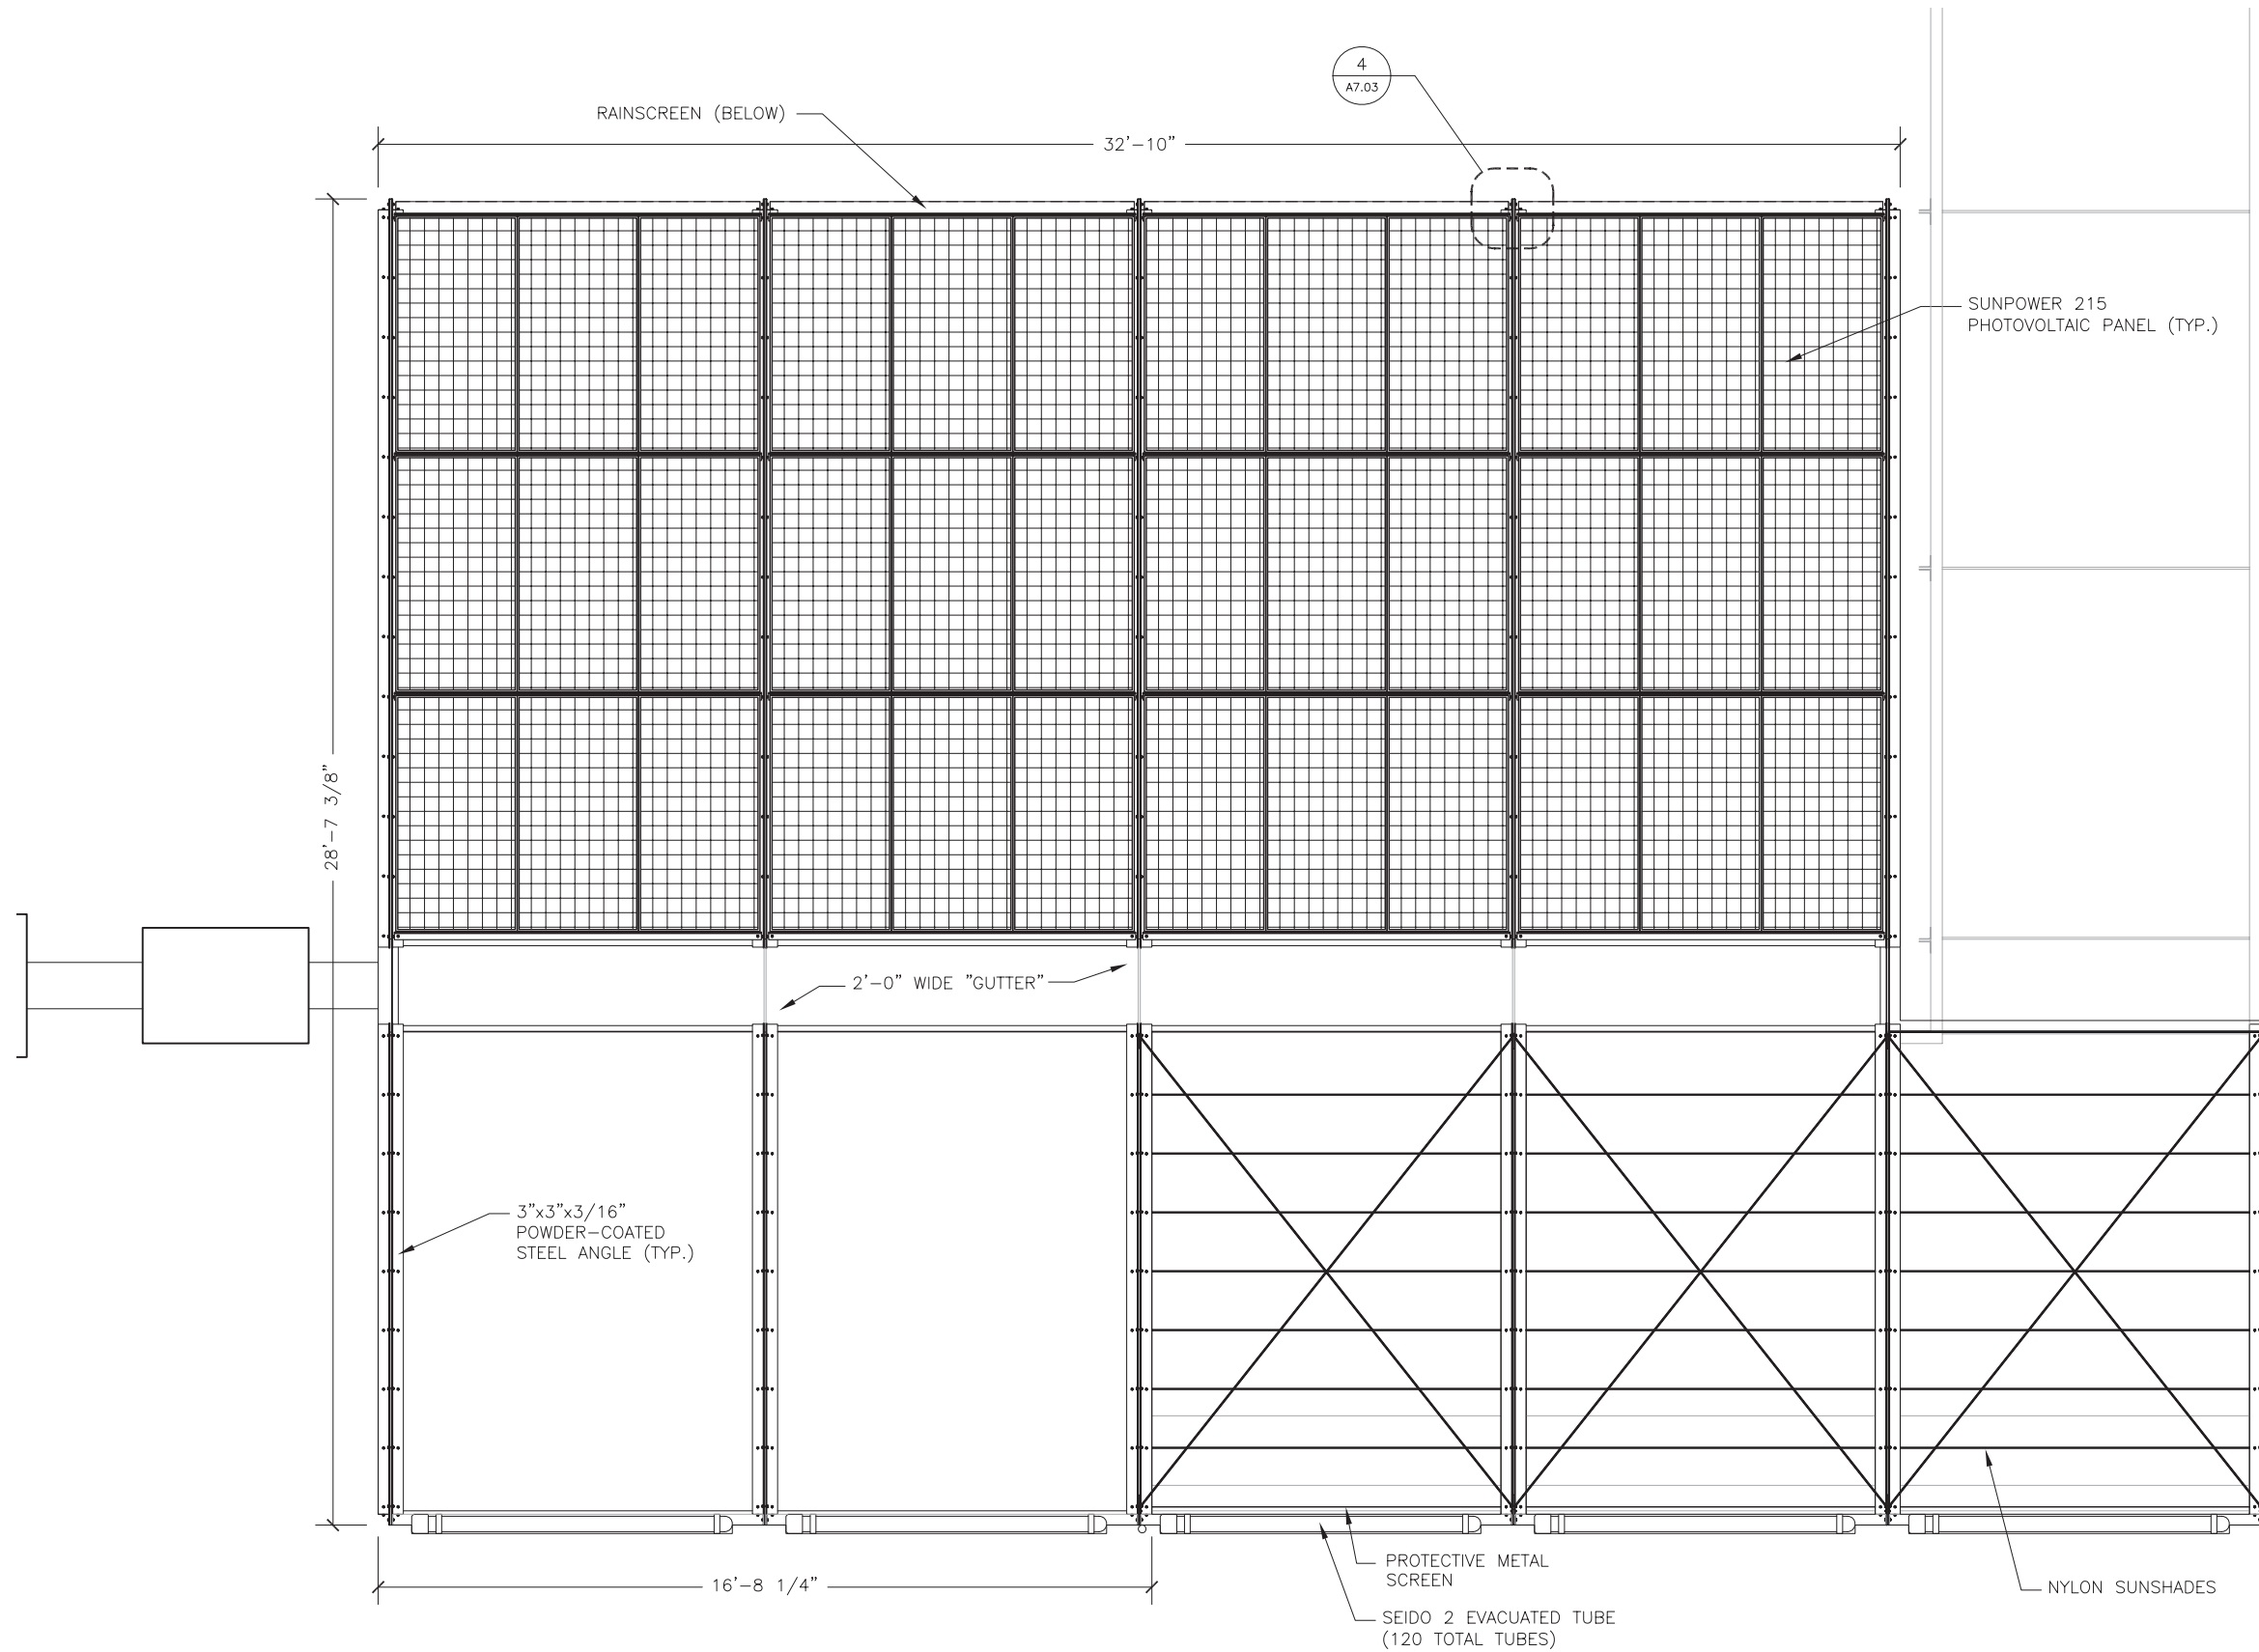 4
A7.03
RAINSCREEN (BELOW)
32'-10"
SUNPOWER 215
PHOTOVOLTAIC PANEL (TYP.)
28'-7 3/8"
2'-0" WIDE "GUTTER"
3"x3"x3/16"
POWDER-COATED
STEEL ANGLE (TYP.)
16'-8 1/4"
PROTECTIVE METAL
SCREEN
NYLON SUNSHADES
SEIDO 2 EVACUATED TUBE
(120 TOTAL TUBES)